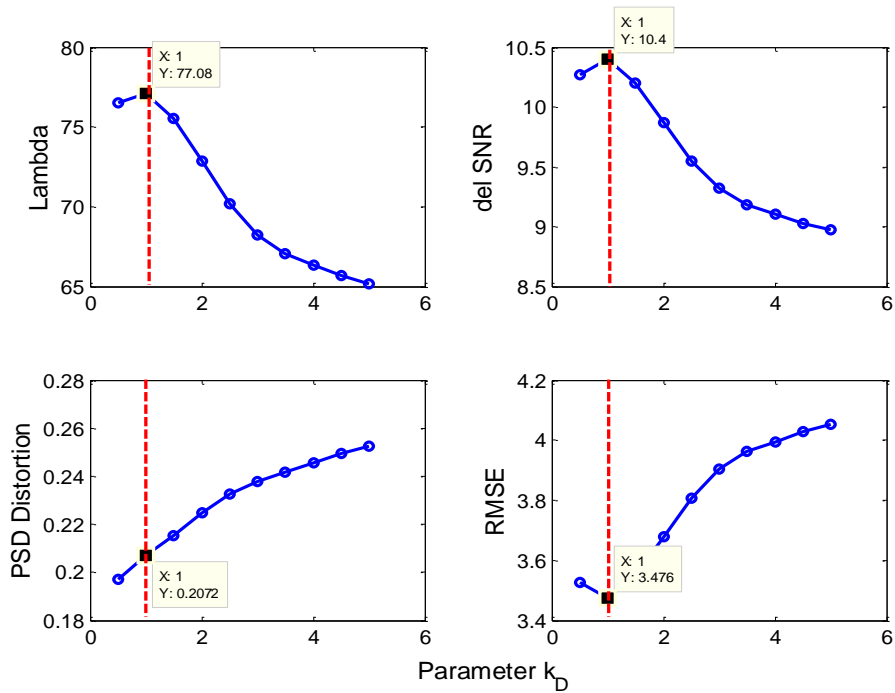 X: 1
Y: 77.08
80
75
70
65
0
2
4
6
Lambda
X: 1
Y: 10.4
10.5
10
9.5
9
8.5
0
2
4
6
del SNR
0.28
0.26
0.24
0.22
0.2
0.18
0
2
4
6
PSD Distortion
X: 1
Y: 0.2072
4.2
4
3.8
3.6
3.4
0
2
4
6
RMSE
X: 1
Y: 3.476
Parameter k_D